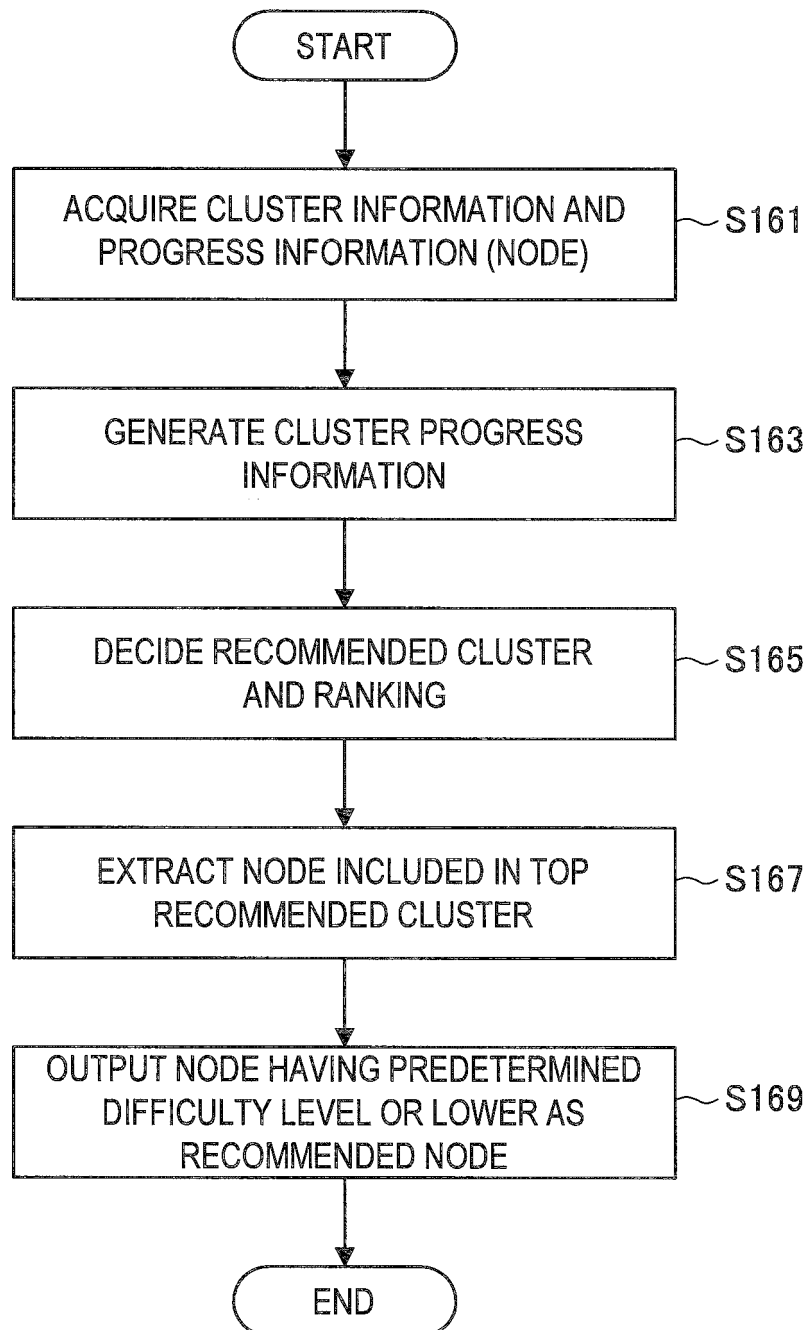 START
ACQUIRE CLUSTER INFORMATION AND
PROGRESS INFORMATION (NODE)
S161
GENERATE CLUSTER PROGRESS
INFORMATION
S163
DECIDE RECOMMENDED CLUSTER
AND RANKING
S165
EXTRACT NODE INCLUDED IN TOP
RECOMMENDED CLUSTER
S167
OUTPUT NODE HAVING PREDETERMINED
DIFFICULTY LEVEL OR LOWER AS
RECOMMENDED NODE
S169
END